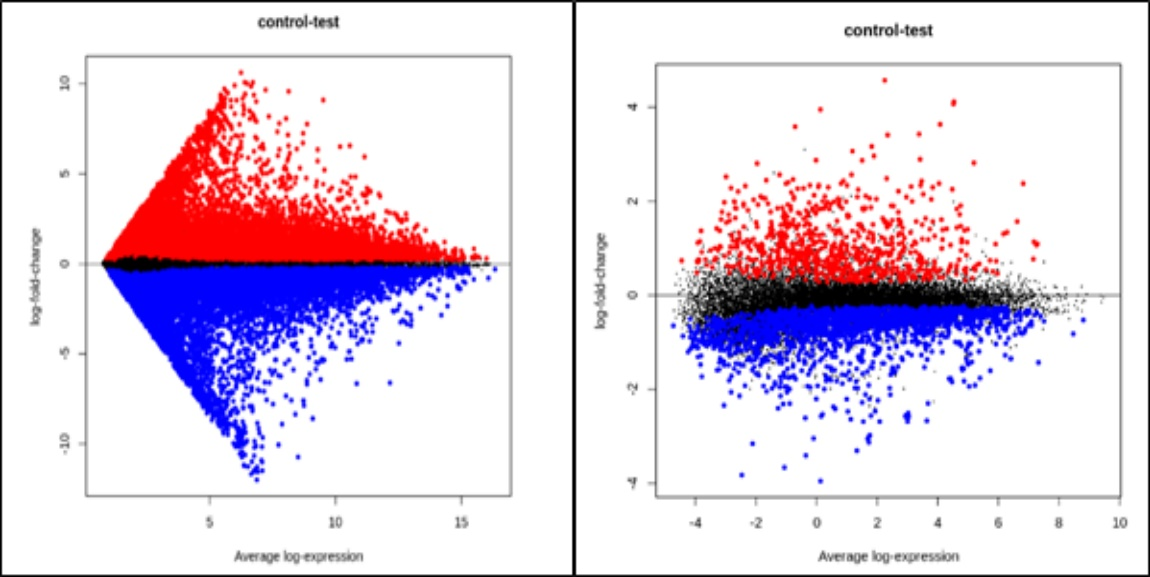 control-test
log-fold-change
10
5
0
-5
-10
5 10 15
Average log-expression
control-test
log-fold-change
4
2
0
-2
-4
-4 -2 0 2 4 6 8 10
Average log-expression